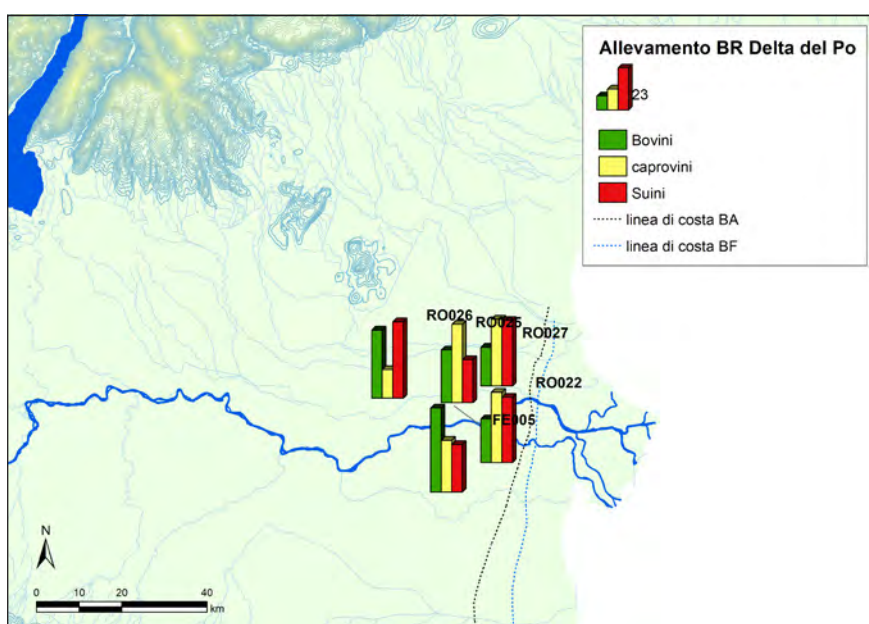 Allevamento BR Delta del Po
23
Bovini
caprovini
Suini
linea di costa BA
linea di costa BF
RO026
RO025
RO027
RO022
FE005
N
0 10 20 40
km